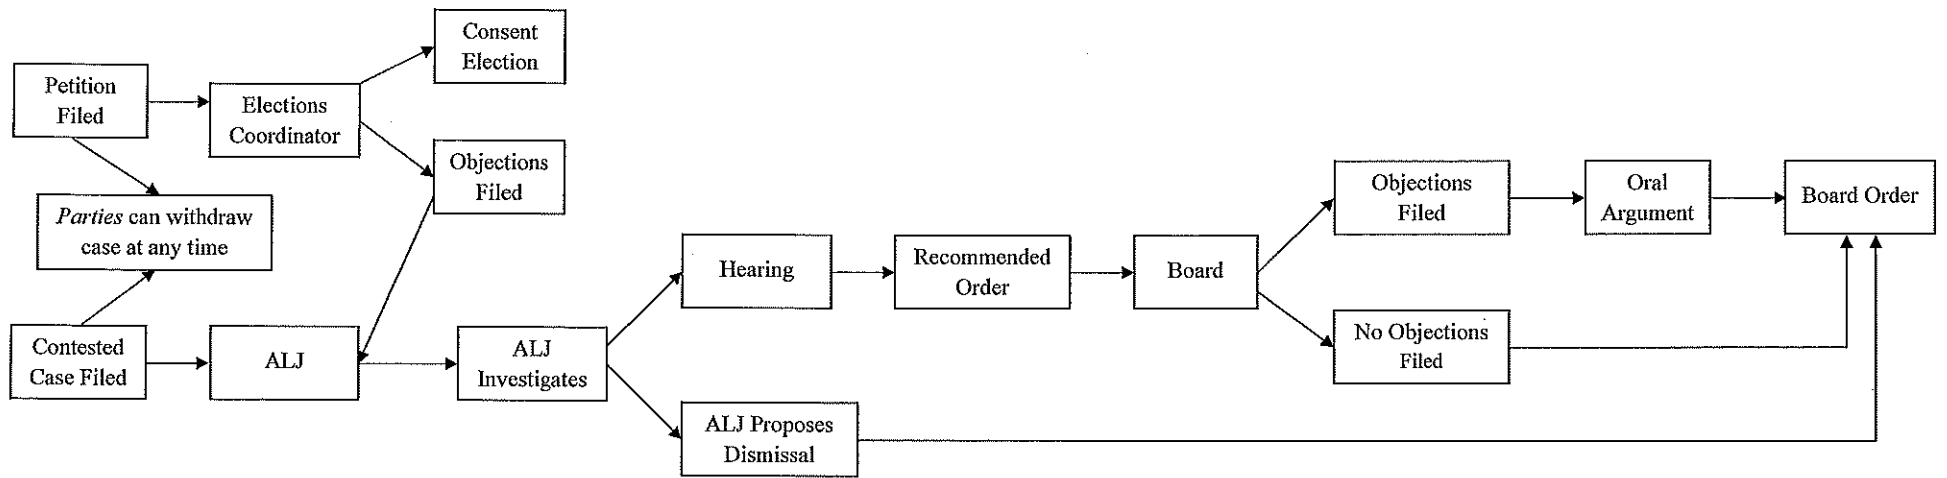 Petition
Filed
Elections
Coordinator
Consent
Election
Objections
Filed
Parties can withdraw
case at any time
Contested
Case Filed
ALJ
ALJ
Investigates
Hearing
Recommended
Order
Board
Objections
Filed
Oral
Argument
Board Order
No Objections
Filed
ALJ Proposes
Dismissal